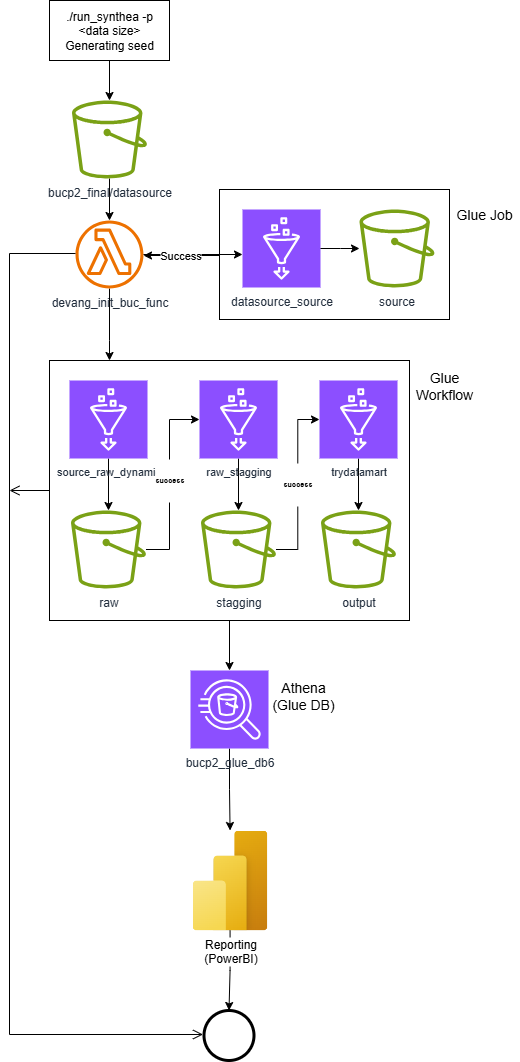 ./run_synthea -p
<data size>
Generating seed
bucp2_final/datasource
Glue Job
Success
datasource_source
source
devang_init_buc_func
Glue
Workflow
source_raw_dynami
raw_stagging
trydatamart
success
success
raw
stagging
output
Athena
(Glue DB)
bucp2_glue_db6
Reporting
(PowerBI)